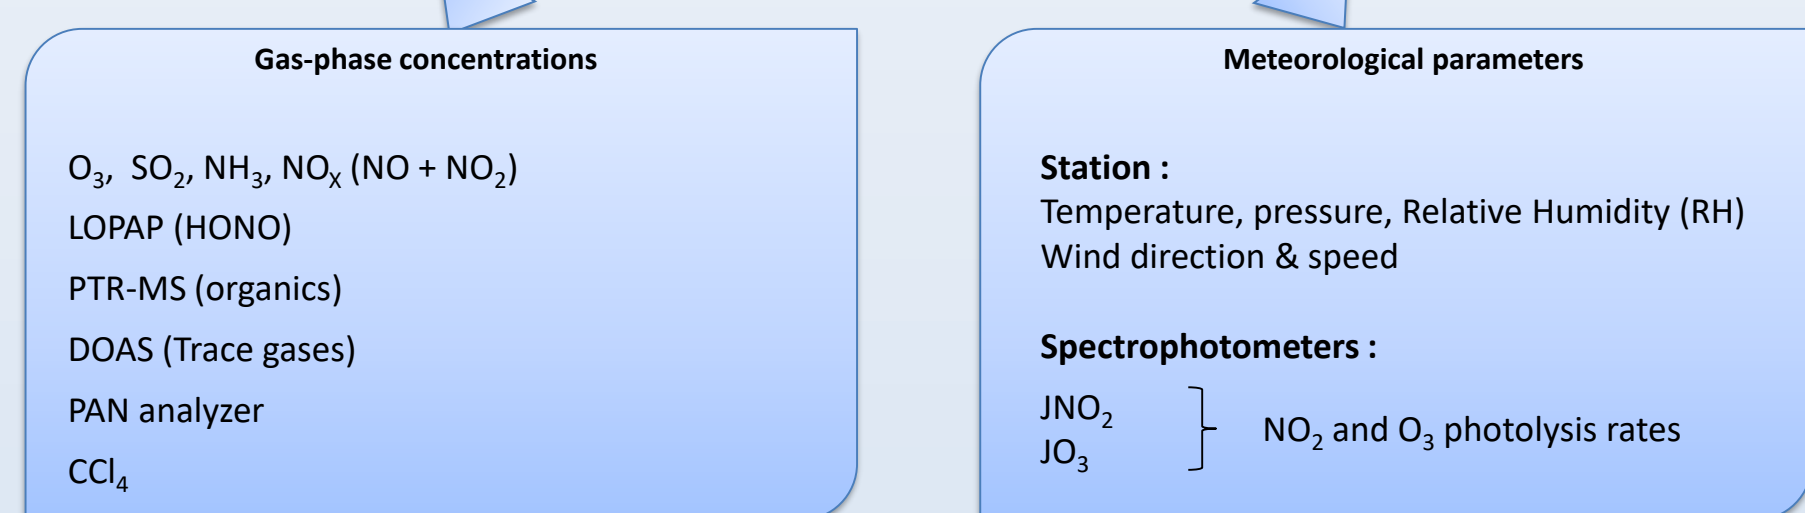 Gas-phase concentrations
O₃, SO₂, NH₃, NOₓ (NO + NO₂)
LOPAP (HONO)
PTR-MS (organics)
DOAS (Trace gases)
PAN analyzer
CCl₄
Meteorological parameters
Station :
Temperature, pressure, Relative Humidity (RH)
Wind direction & speed
Spectrophotometers :
JNO₂
JO₃
NO₂ and O₃ photolysis rates